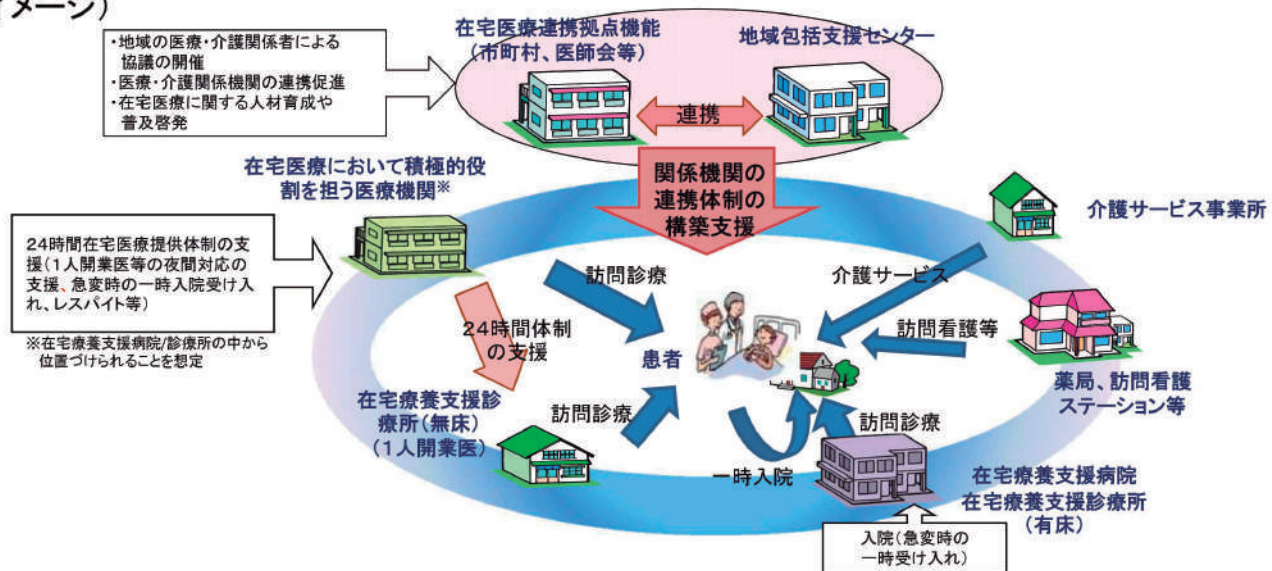 イメージ)
・地域の医療・介護関係者による
協議の開催
・医療・介護関係機関の連携促進
・在宅医療に関する人材育成や
普及啓発
在宅医療連携拠点機能
(市町村、医師会等)
地域包括支援センター
連携
関係機関の
連携体制の
構築支援
在宅医療において積極的役
割を担う医療機関※
24時間在宅医療提供体制の支
援(1人開業医等の夜間対応の
支援、急変時の一時入院受け入
れ、レスパイト等)
※在宅療養支援病院/診療所の中から
位置づけられることを想定
介護サービス事業所
訪問診療
介護サービス
24時間体制
の支援
患者
訪問看護等
薬局、訪問看護
ステーション等
在宅療養支援診
療所(無床)
(1人開業医)
訪問診療
訪問診療
一時入院
在宅療養支援病院
在宅療養支援診療所
(有床)
入院(急変時の
一時受け入れ)